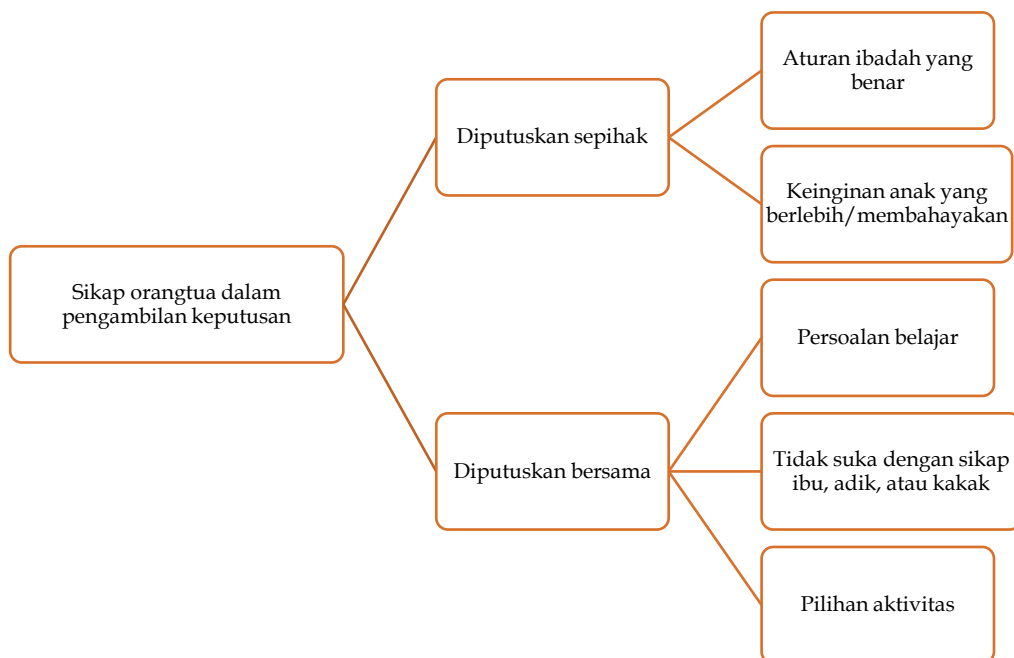 Sikap orangtua dalam
pengambilan keputusan
Diputuskan sepihak
Aturan ibadah yang
benar
Keinginan anak yang
berlebih/membahayakan
Diputuskan bersama
Persoalan belajar
Tidak suka dengan sikap
ibu, adik, atau kakak
Pilihan aktivitas